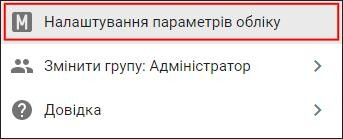 M Налаштування параметрів обліку
Змінити групу: Адміністратор
? Довідка